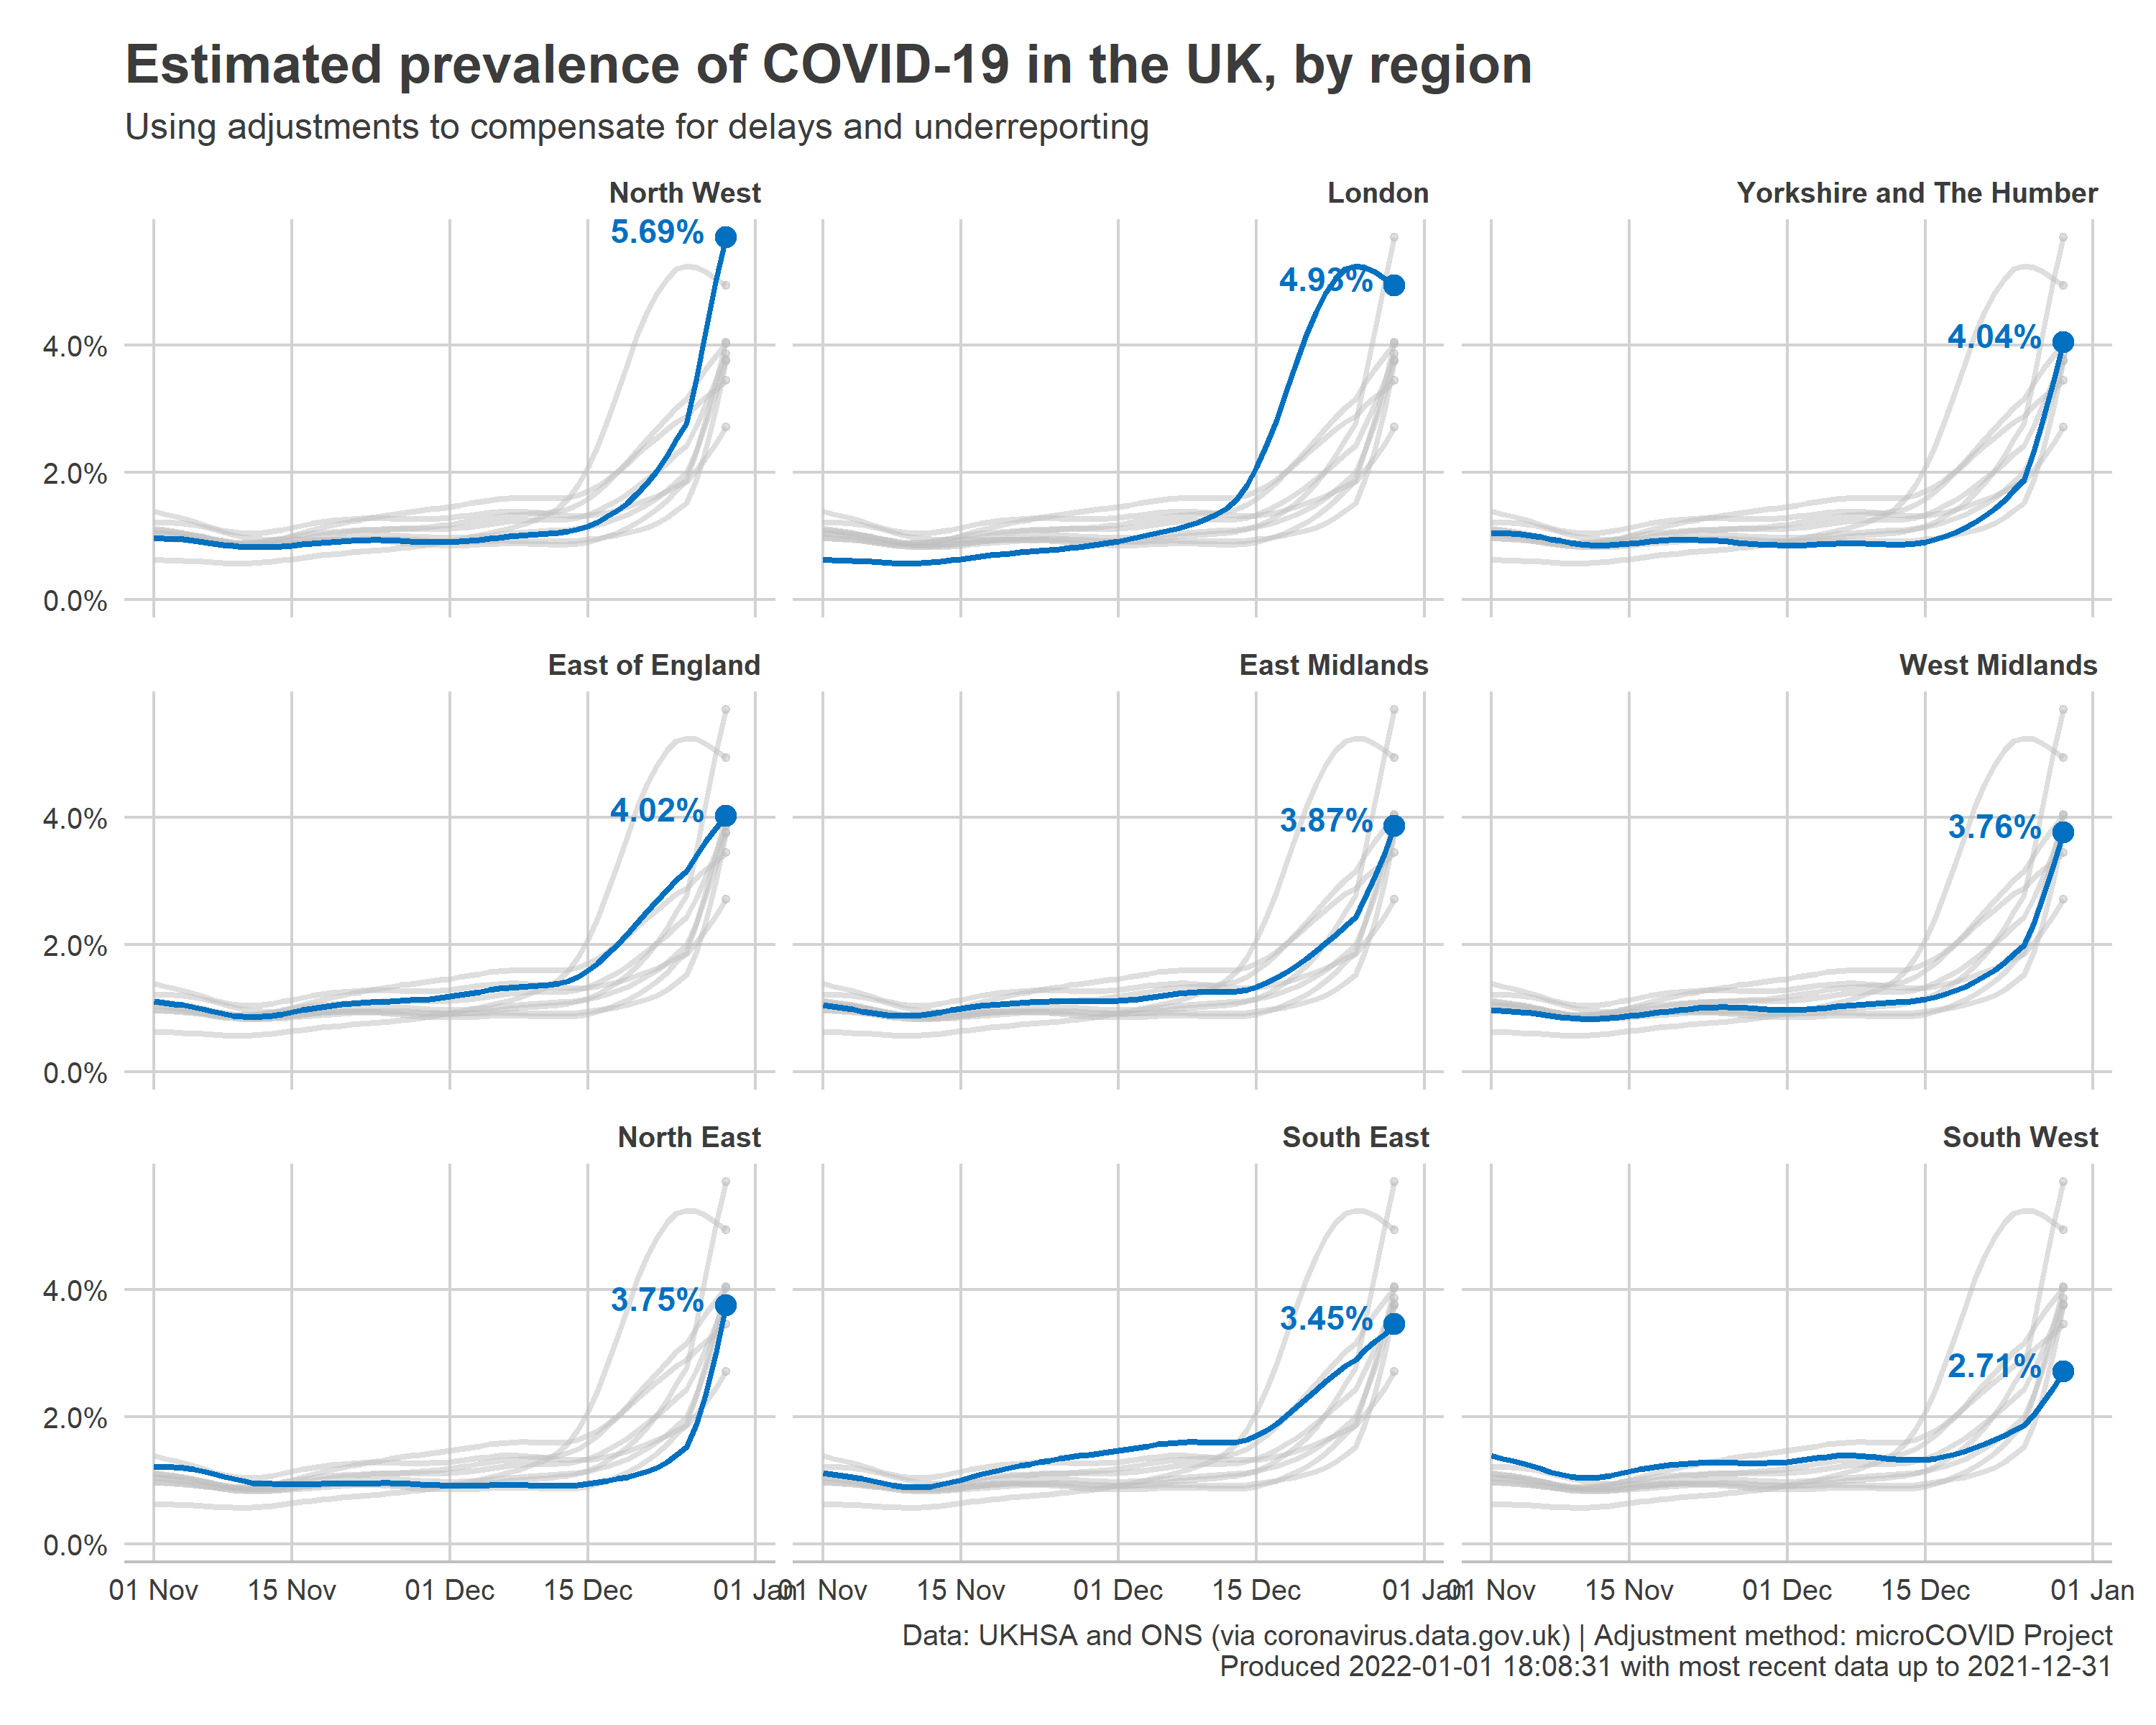 Estimated prevalence of COVID-19 in the UK, by region
Using adjustments to compensate for delays and underreporting
North West
London
Yorkshire and The Humber
5.69%
4.93%
4.04%
4.0%
2.0%
0.0%
East of England
East Midlands
West Midlands
4.02%
3.87%
3.76%
4.0%
2.0%
0.0%
North East
South East
South West
3.75%
3.45%
2.71%
4.0%
2.0%
0.0%
01 Nov 15 Nov 01 Dec 15 Dec 01 Jan 01 Nov 15 Nov 01 Dec 15 Dec 01 Jan 01 Nov 15 Nov 01 Dec 15 Dec 01 Jan
Data: UKHSA and ONS (via coronavirus.data.gov.uk) | Adjustment method: microCOVID Project
Produced 2022-01-01 18:08:31 with most recent data up to 2021-12-31